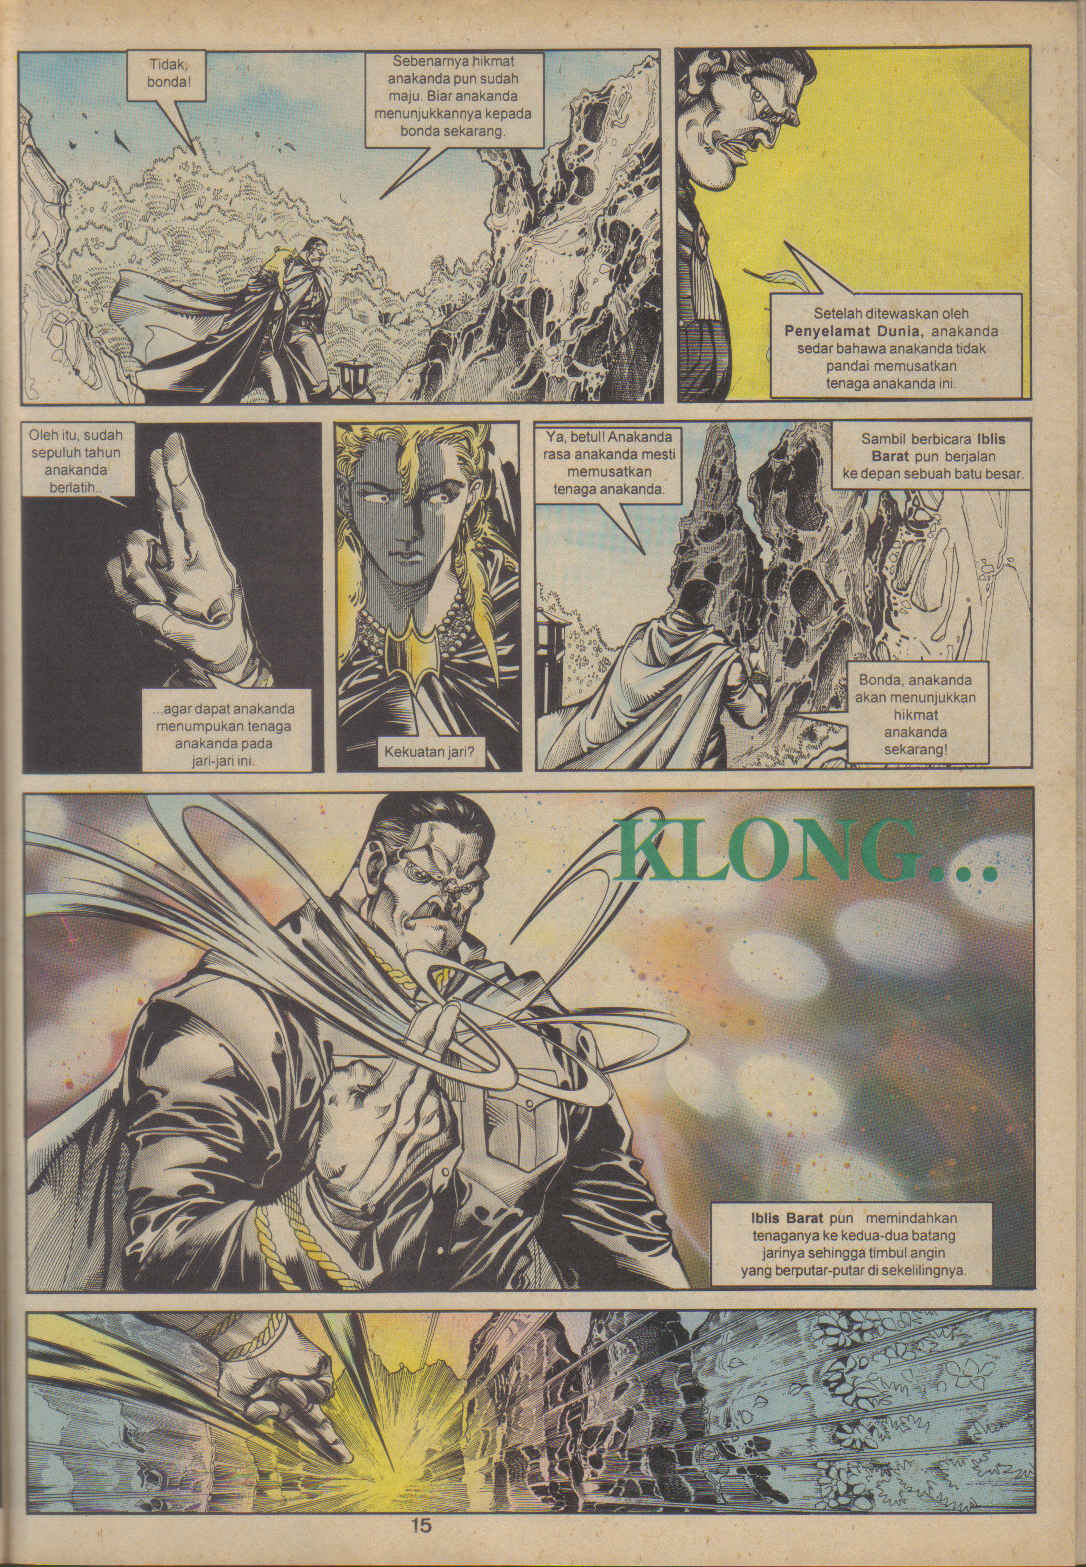 Tidak,
bonda!
Sebenarnya hikmat
anakanda pun sudah
maju. Biar anakanda
menunjukkannya kepada
bonda sekarang.
Setelah ditewaskan oleh
Penyelamat Dunia, anakanda
sedar bahawa anakanda tidak
pandai memusatkan
tenaga anakanda ini.
Oleh itu, sudah
sepuluh tahun
anakanda
berlatih...
...agar dapat anakanda
menumpukan tenaga
anakanda pada
jari-jari ini.
Kekuatan jari?
Ya, betul! Anakanda
rasa anakanda mesti
memusatkan
tenaga anakanda.
Sambil berbicara Iblis
Barat pun berjalan
ke depan sebuah batu besar.
Bonda, anakanda
akan menunjukkan
hikmat
anakanda
sekarang!
KLONG...
Iblis Barat pun memindahkan
tenaganya ke kedua-dua batang
jarinya sehingga timbul angin
yang berputar-putar di sekelilingnya.
15